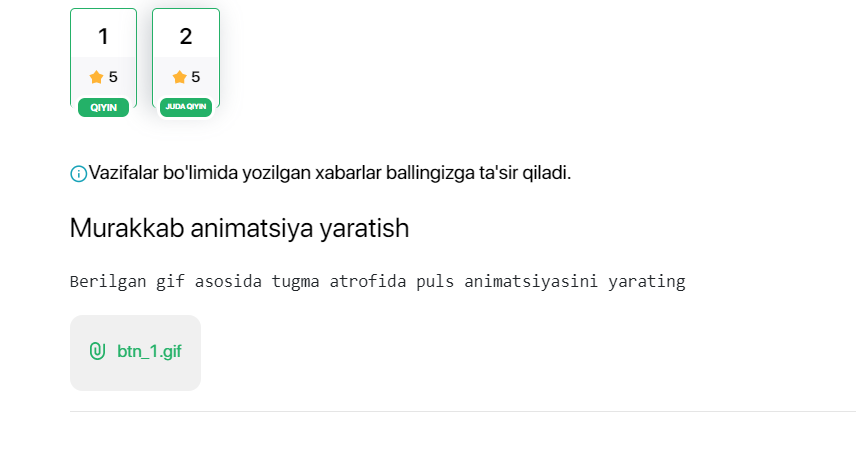 1 2
5 5
QIYIN JUDA QIYIN
Vazifalar bo'limida yozilgan xabarlar ballingizga ta'sir qiladi.
Murakkab animatsiya yaratish
Berilgan gif asosida tugma atrofida puls animatsiyasini yarating
btn_1.gif